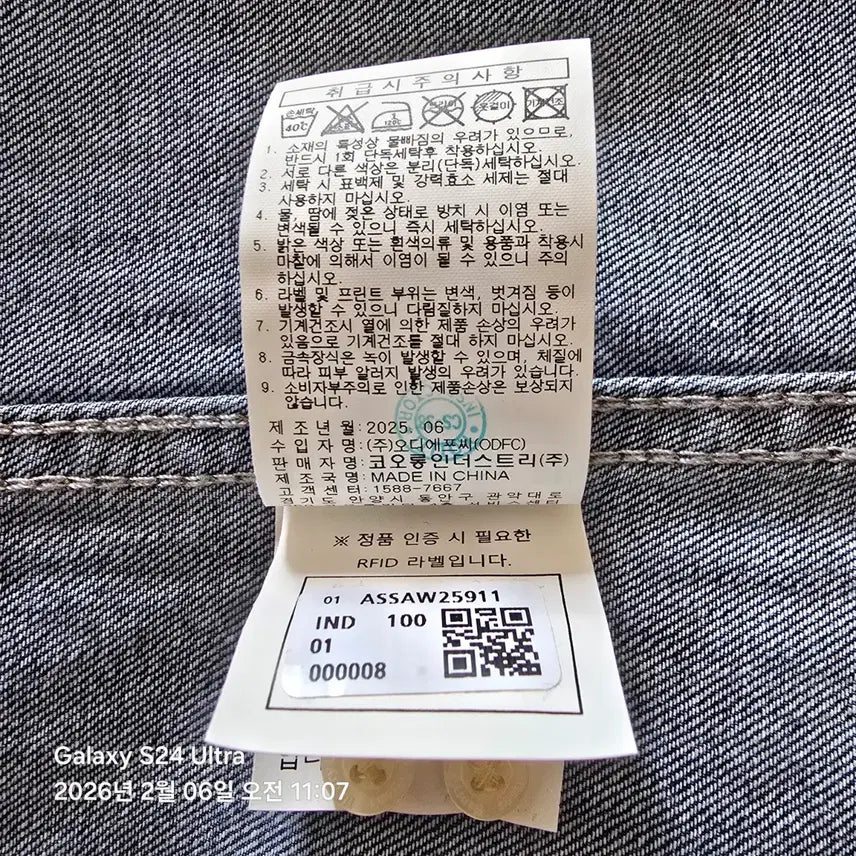 취급시주의사항
손세탁
40℃
120℃
옷걸이
1. 소재의 특성상 물빠짐의 우려가 있으므로,
반드시 1회 단독세탁후 착용하십시오.
2. 서로 다른 색상은 분리(단독)세탁하십시오.
3. 세탁 시 표백제 및 강력효소 세제는 절대
사용하지 마십시오.
4. 물, 땀에 젖은 상태로 방치 시 이염 또는
변색될 수 있으니 즉시 세탁하십시오.
5. 밝은 색상 또는 흰색의류 및 용품과 착용시
마찰에 의해서 이염이 될 수 있으니 주의
하십시오.
6. 라벨 및 프린트 부위는 변색, 벗겨짐 등이
발생할 수 있으니 다림질하지 마십시오.
7. 기계건조시 열에 의한 제품 손상의 우려가
있음으로 기계건조를 절대 하지 마십시오.
8. 금속장식은 녹이 발생할 수 있으며, 체질에
따라 피부 알러지 발생의 우려가 있습니다.
9. 소비자부주의로 인한 제품손상은 보상되지
않습니다.
제 조 년 월: 2025. 06
수 입 자 명: (주)오디에프씨(ODFC)
판 매 자 명: 코오롱인더스트리(주)
제 조 국 명: MADE IN CHINA
고객센터: 1588-7667
경기도 안양시 동안구 관악대로
※ 정품 인증 시 필요한
RFID 라벨입니다.
01 ASSAW25911
IND 100
01
000008
Galaxy S24 Ultra
2026년 2월 06일 오전 11:07